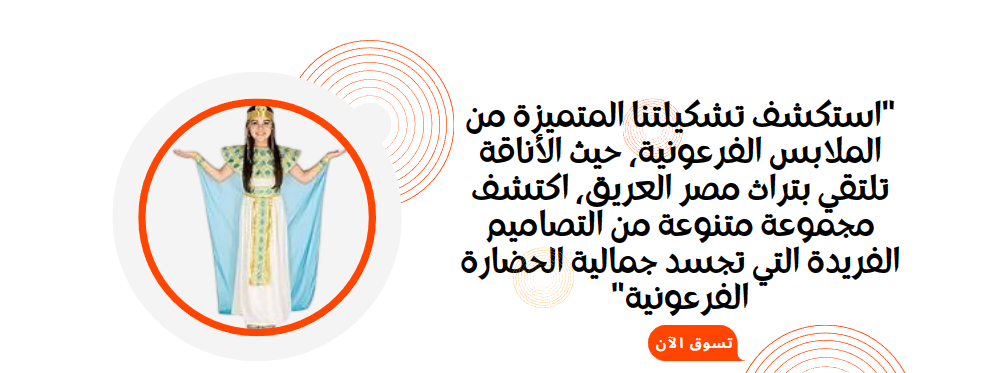 "استكشف تشكيلتنا المتميزة من
الملابس الفرعونية، حيث الأناقة
تلتقي بتراث مصر العريق، اكتشف
مجموعة متنوعة من التصاميم
الفريدة التي تجسد جمالية الحضارة
الفرعونية"
تسوق الآن